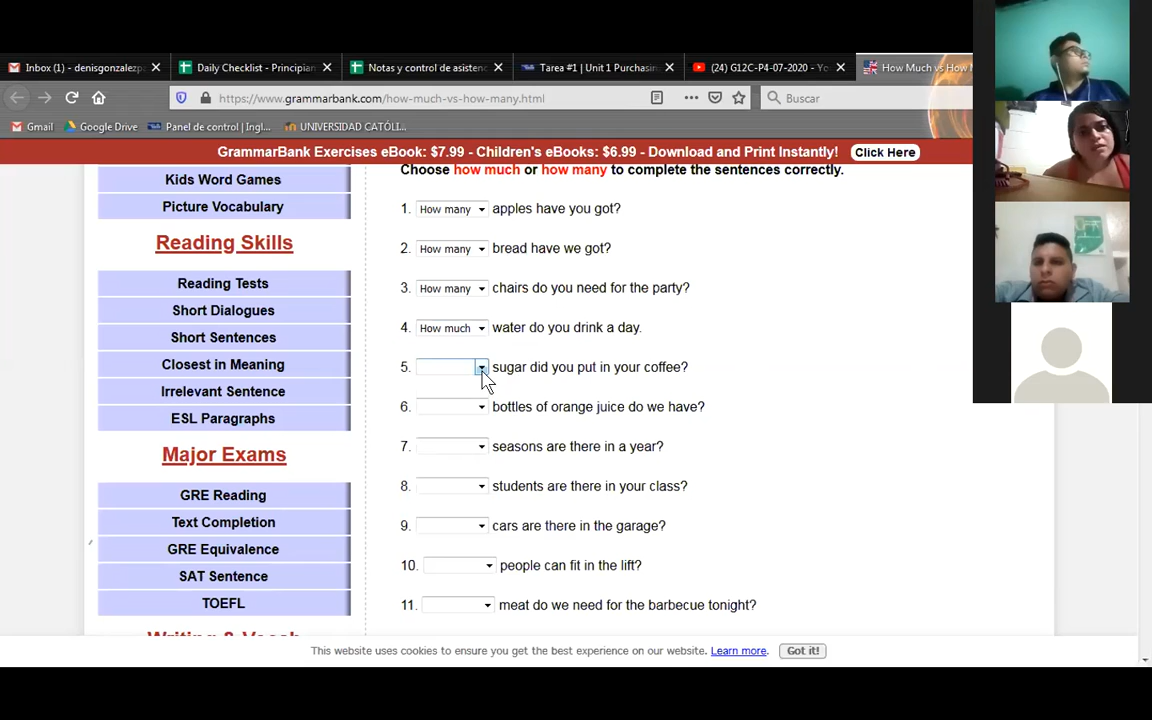 Inbox (1) - denisgonzalezp
Daily Checklist - Principian
Notas y control de asistenc
Tarea #1 | Unit 1 Purchasin
(24) G12C-P4-07-2020 - Yo
How Much vs How M
https://www.grammarbank.com/how-much-vs-how-many.html
Buscar
Gmail
Google Drive
Panel de control | Ingl...
UNIVERSIDAD CATÓLI...
GrammarBank Exercises eBook: $7.99 - Children's eBooks: $6.99 - Download and Print Instantly!
Click Here
Kids Word Games
Picture Vocabulary
Reading Skills
Reading Tests
Short Dialogues
Short Sentences
Closest in Meaning
Irrelevant Sentence
ESL Paragraphs
Major Exams
GRE Reading
Text Completion
GRE Equivalence
SAT Sentence
TOEFL
Writing & Vocab
Choose how much or how many to complete the sentences correctly.
1. How many apples have you got?
2. How many bread have we got?
3. How many chairs do you need for the party?
4. How much water do you drink a day.
5. sugar did you put in your coffee?
6. bottles of orange juice do we have?
7. seasons are there in a year?
8. students are there in your class?
9. cars are there in the garage?
10. people can fit in the lift?
11. meat do we need for the barbecue tonight?
This website uses cookies to ensure you get the best experience on our website. Learn more. Got it!